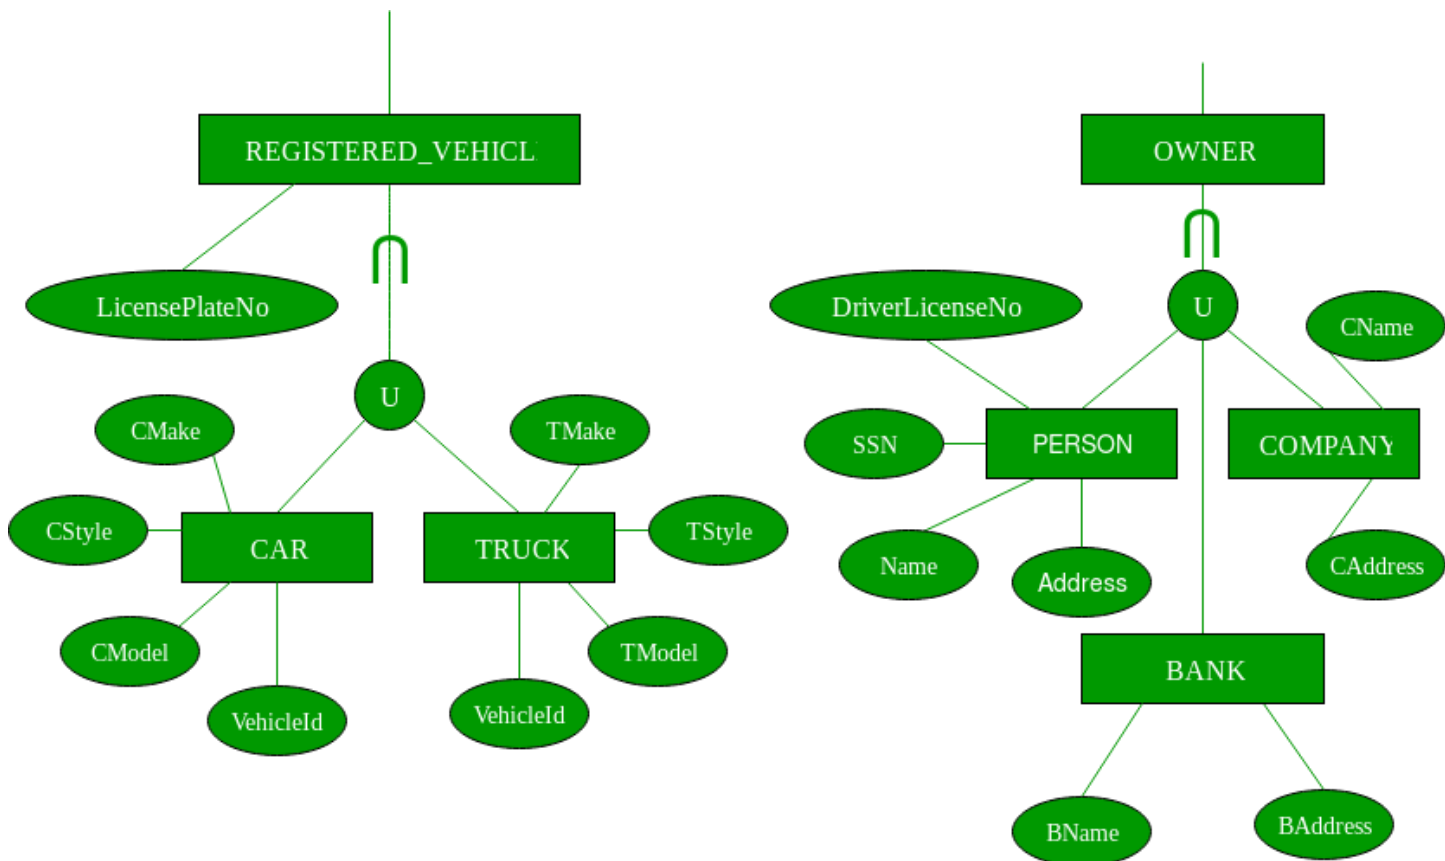 REGISTERED_VEHICL
OWNER
LicensePlateNo
DriverLicenseNo
U
CName
U
CMake
TMake
SSN
PERSON
COMPANY
CStyle
CAR
TRUCK
TStyle
Name
Address
CAddress
CModel
TModel
BANK
VehicleId
VehicleId
BName
BAddress